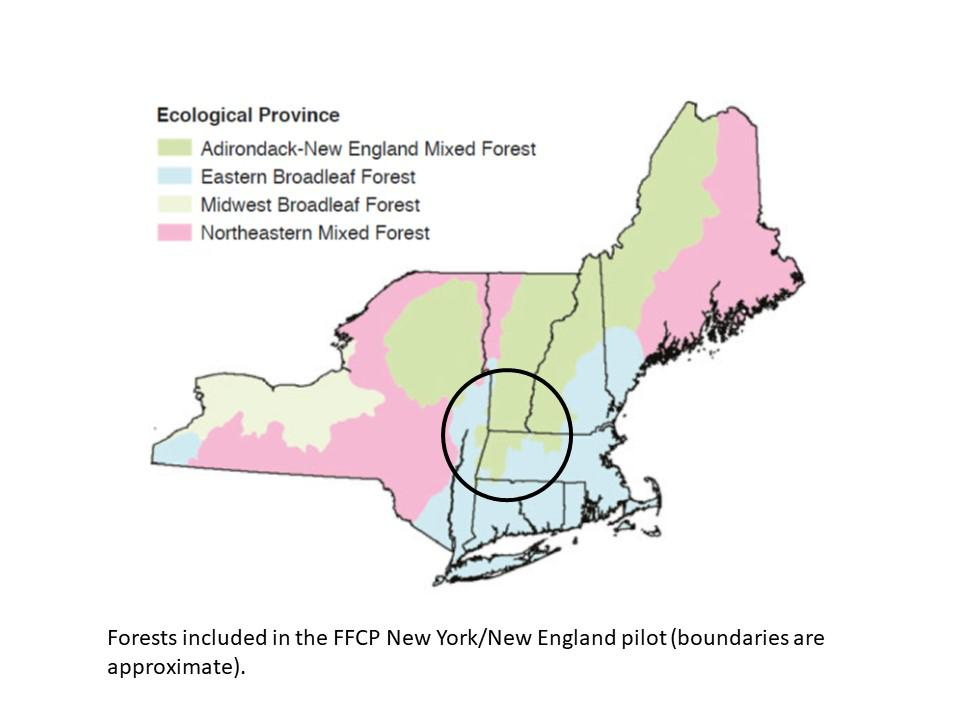 Ecological Province
Adirondack-New England Mixed Forest
Eastern Broadleaf Forest
Midwest Broadleaf Forest
Northeastern Mixed Forest
Forests included in the FFCP New York/New England pilot (boundaries are
approximate).